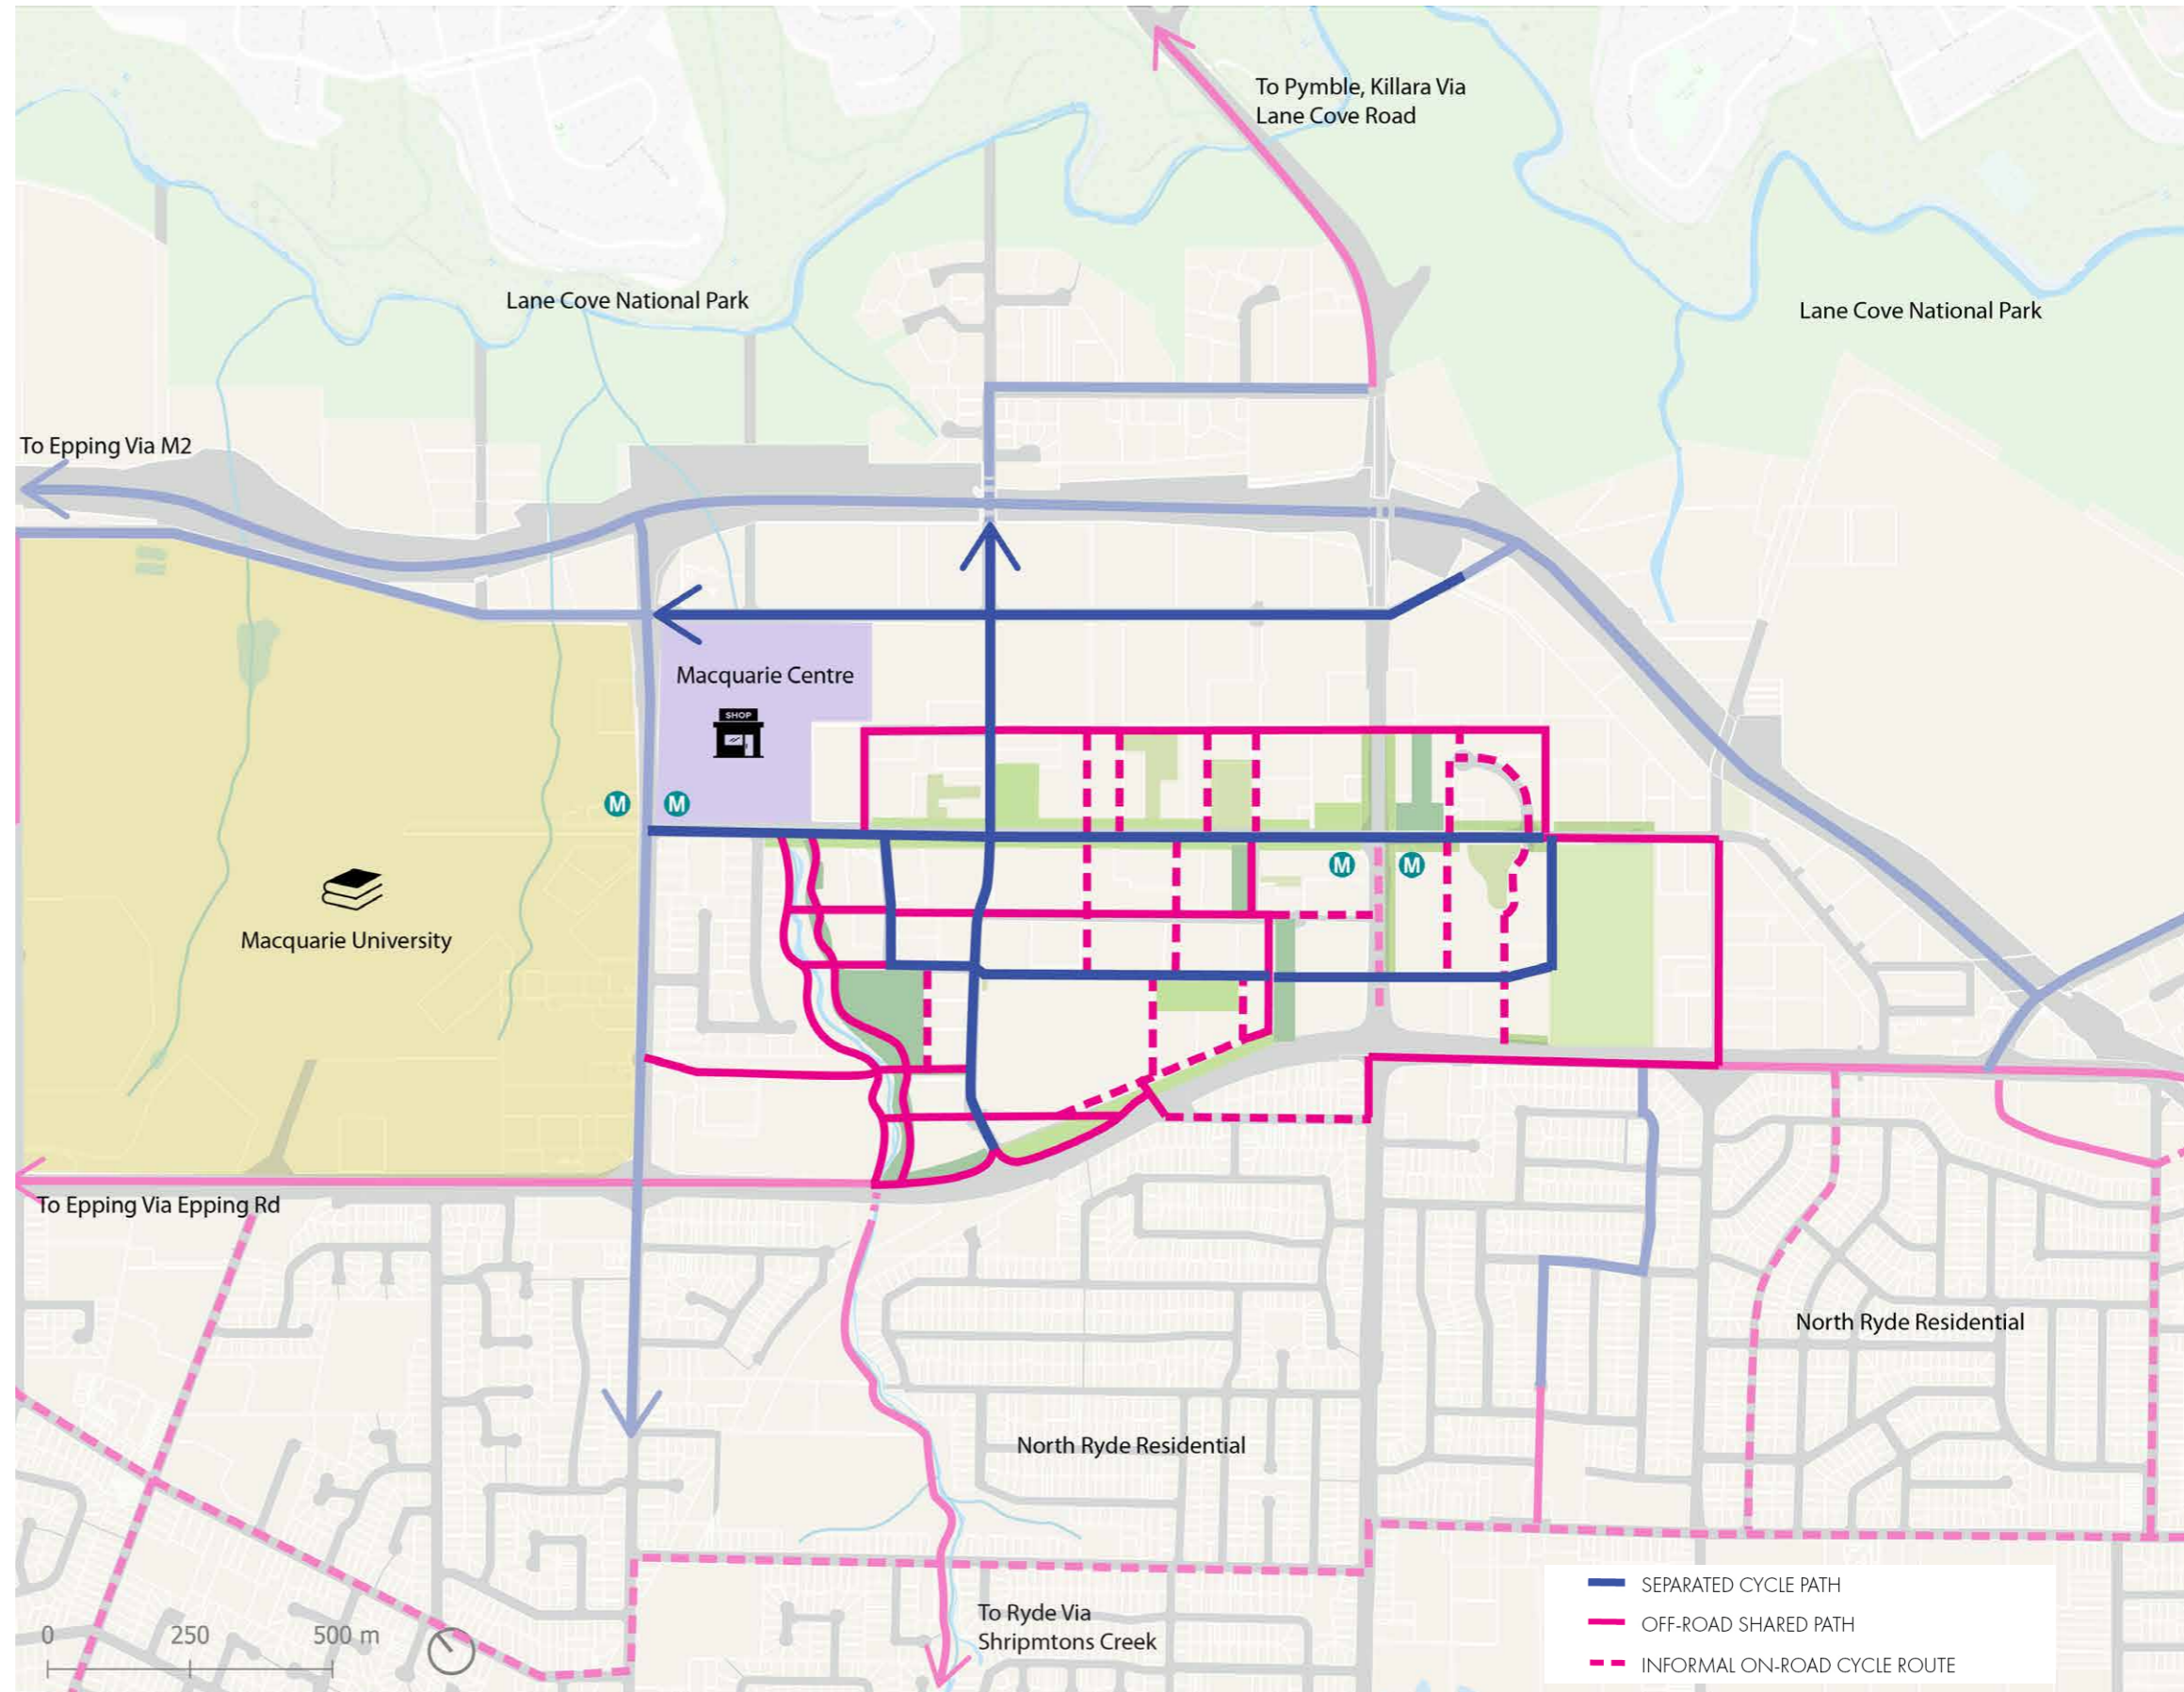 To Pymble, Killara Via
Lane Cove Road
Lane Cove National Park
Lane Cove National Park
To Epping Via M2
Macquarie Centre
SHOP
M
M
M
M
Macquarie University
To Epping Via Epping Rd
North Ryde Residential
North Ryde Residential
To Ryde Via
Shripmtons Creek
0 250 500 m
SEPARATED CYCLE PATH
OFF-ROAD SHARED PATH
INFORMAL ON-ROAD CYCLE ROUTE